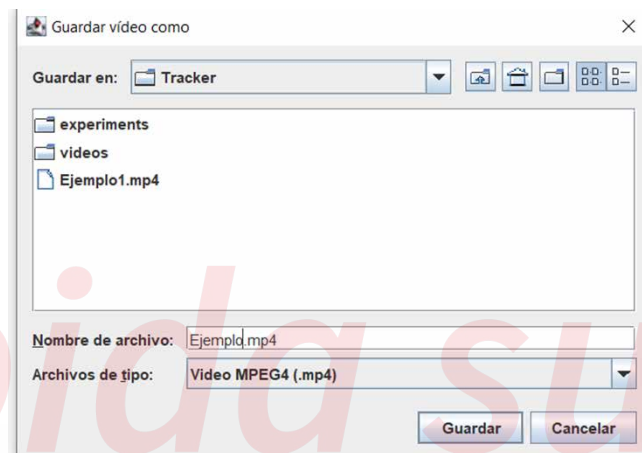 Guardar vídeo como
Guardar en: Tracker
experiments
videos
Ejemplo1.mp4
Nombre de archivo: Ejemplo.mp4
Archivos de tipo: Video MPEG4 (.mp4)
Guardar Cancelar